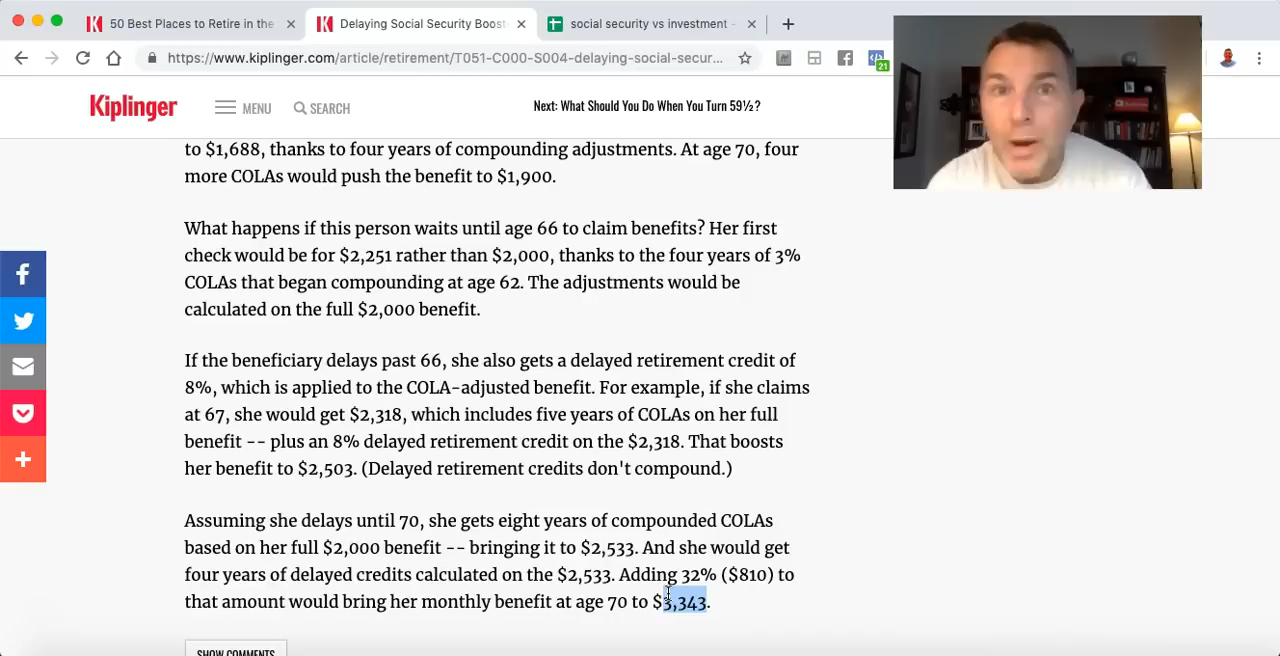 50 Best Places to Retire in the
Delaying Social Security Boost
social security vs investment -
https://www.kiplinger.com/article/retirement/T051-C000-S004-delaying-social-secur...
21
Kiplinger
MENU
SEARCH
Next: What Should You Do When You Turn 59½?
to $1,688, thanks to four years of compounding adjustments. At age 70, four
more COLAs would push the benefit to $1,900.
What happens if this person waits until age 66 to claim benefits? Her first
check would be for $2,251 rather than $2,000, thanks to the four years of 3%
COLAs that began compounding at age 62. The adjustments would be
calculated on the full $2,000 benefit.
If the beneficiary delays past 66, she also gets a delayed retirement credit of
8%, which is applied to the COLA-adjusted benefit. For example, if she claims
at 67, she would get $2,318, which includes five years of COLAs on her full
benefit -- plus an 8% delayed retirement credit on the $2,318. That boosts
her benefit to $2,503. (Delayed retirement credits don't compound.)
Assuming she delays until 70, she gets eight years of compounded COLAs
based on her full $2,000 benefit -- bringing it to $2,533. And she would get
four years of delayed credits calculated on the $2,533. Adding 32% ($810) to
that amount would bring her monthly benefit at age 70 to $3,343.
SHOW COMMENTS